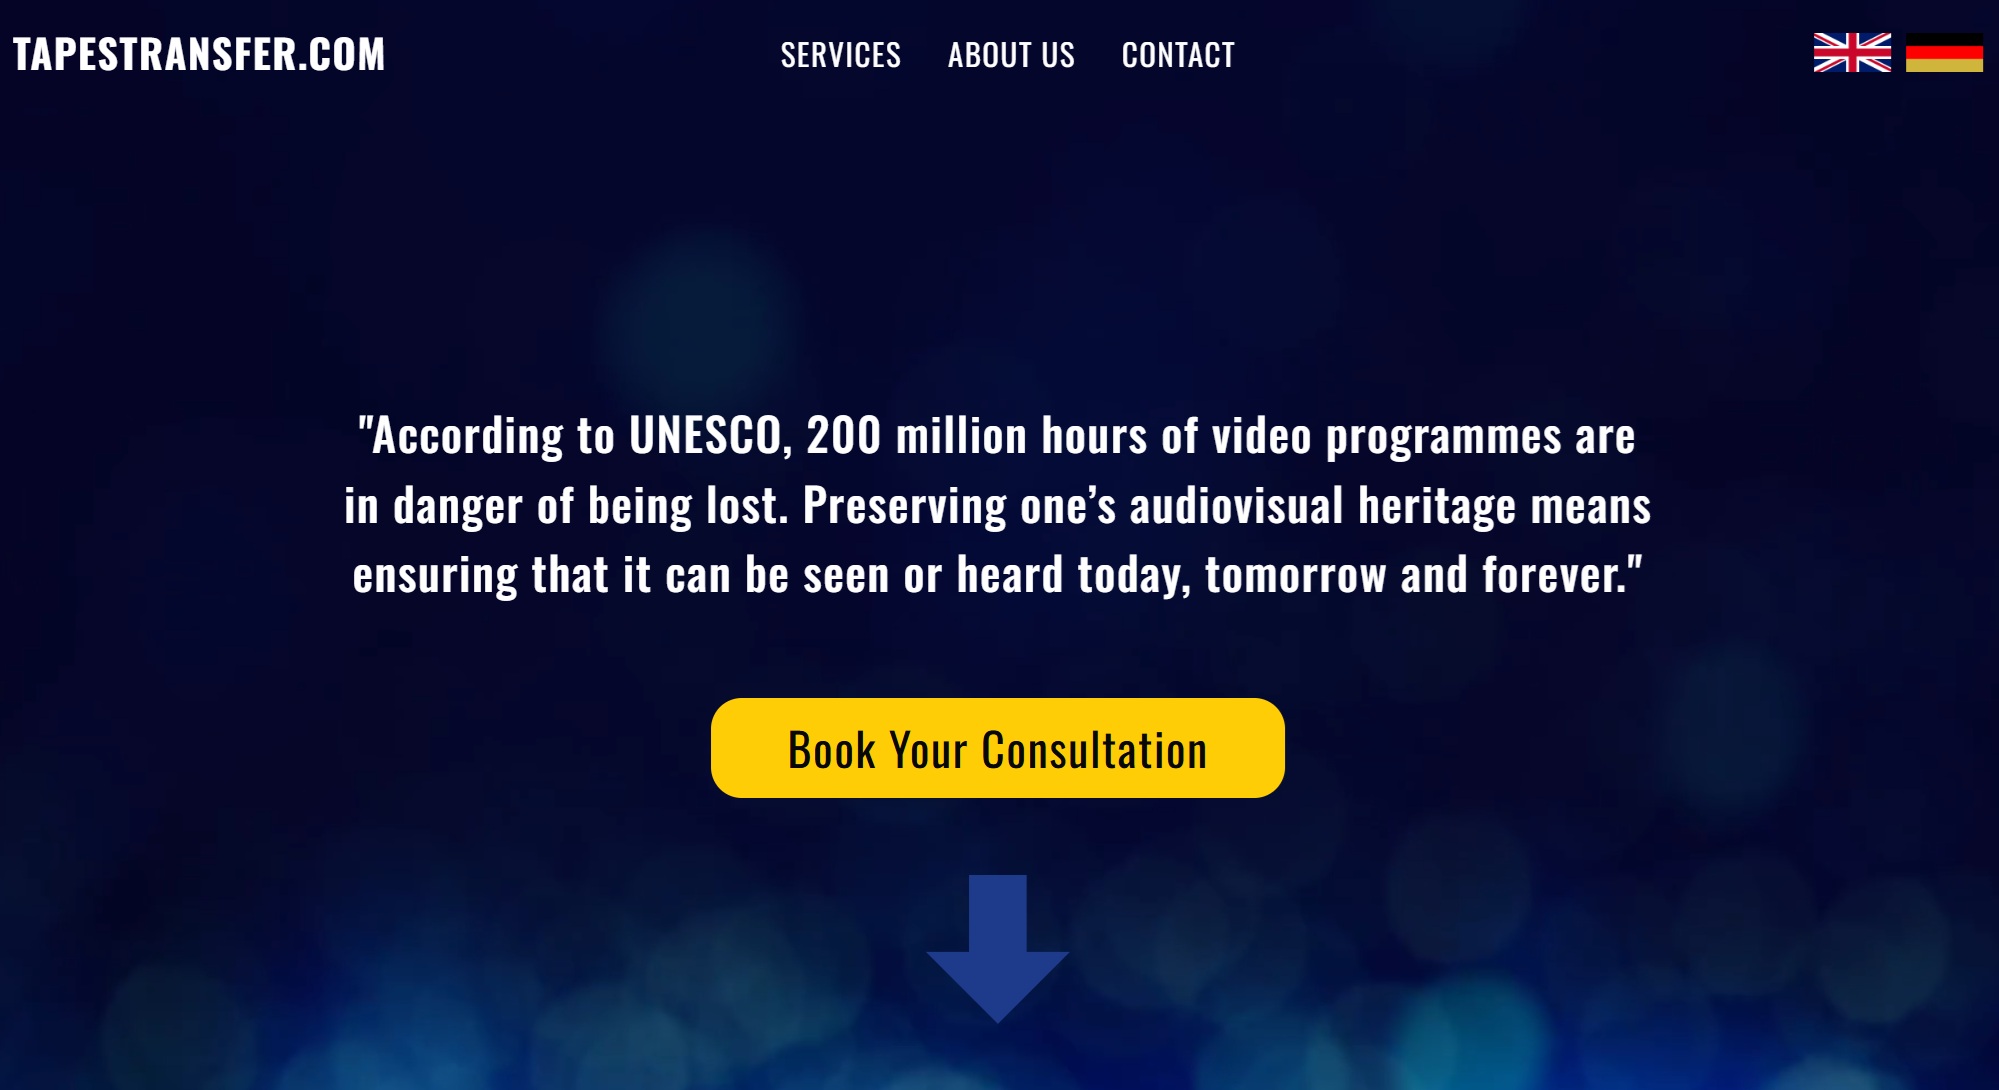 TAPESTRANSFER.COM
SERVICES ABOUT US CONTACT
"According to UNESCO, 200 million hours of video programmes are
in danger of being lost. Preserving one’s audiovisual heritage means
ensuring that it can be seen or heard today, tomorrow and forever."
Book Your Consultation